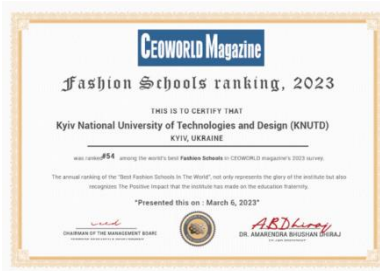 CEOWORLD Magazine
Fashion Schools ranking, 2023
THIS IS TO CERTIFY THAT
Kyiv National University of Technologies and Design (KNUTD)
KYIV, UKRAINE
was ranked #54 among the world's best Fashion Schools in CEOWORLD magazine's 2023 survey.
The annual ranking of the "Best Fashion Schools In The World", not only represents the glory of the institute but also
recognizes The Positive Impact that the institute has made on the education fraternity.
"Presented this on : March 6, 2023"
CHAIRMAN OF THE MANAGEMENT BOARD
DR. AMARENDRA BHUSHAN DHIRAJ